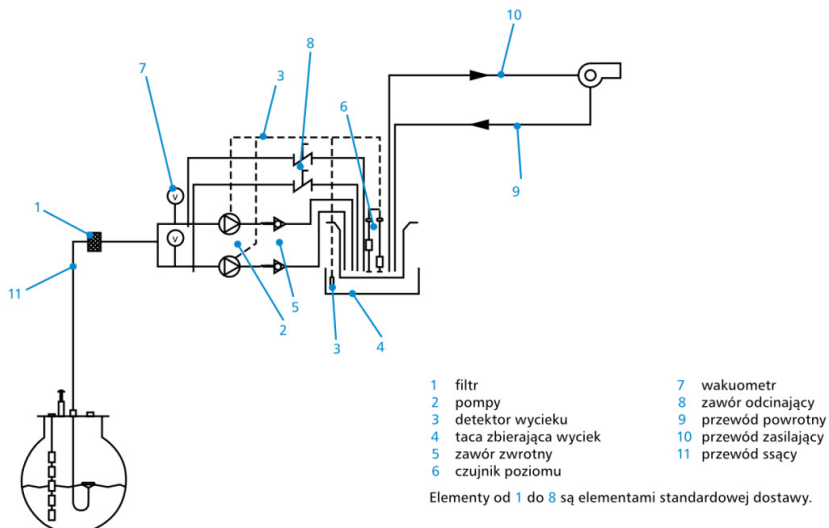 10
8
7
3
6
9
1
5
11
2
3
4
V
V
1 filtr
2 pompy
3 detektor wycieku
4 taca zbierająca wyciek
5 zawór zwrotny
6 czujnik poziomu
7 wakuometr
8 zawór odcinający
9 przewód powrotny
10 przewód zasilający
11 przewód ssący
Elementy od 1 do 8 są elementami standardowej dostawy.